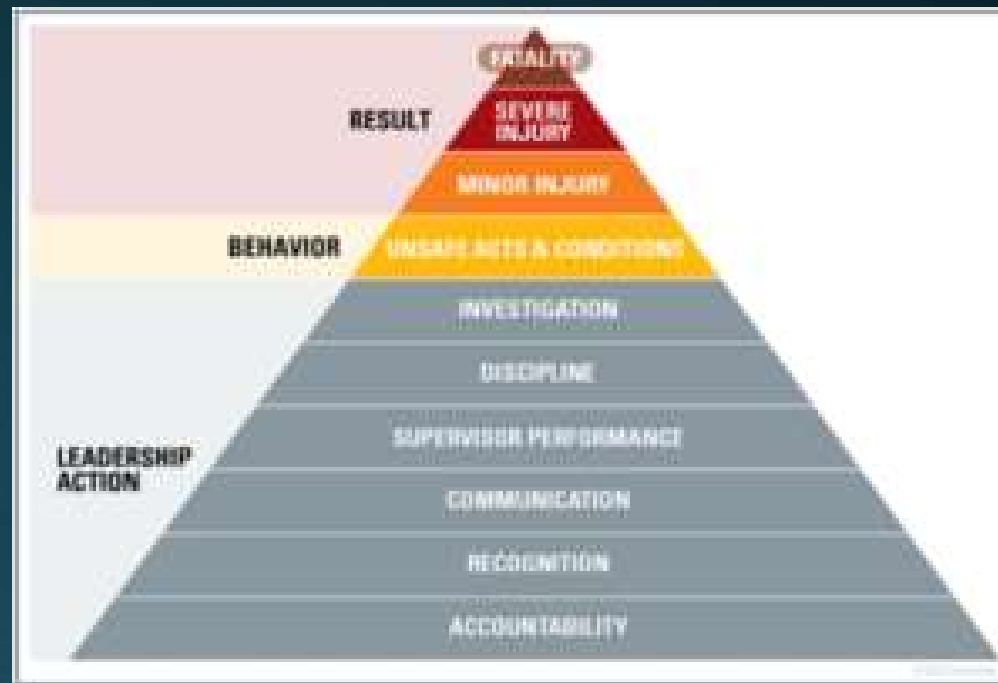 FATALITY
SEVERE
INJURY
RESULT
MINOR INJURY
BEHAVIOR
UNSAFE ACTS & CONDITIONS
INVESTIGATION
DISCIPLINE
SUPERVISOR PERFORMANCE
LEADERSHIP
ACTION
COMMUNICATION
RECOGNITION
ACCOUNTABILITY